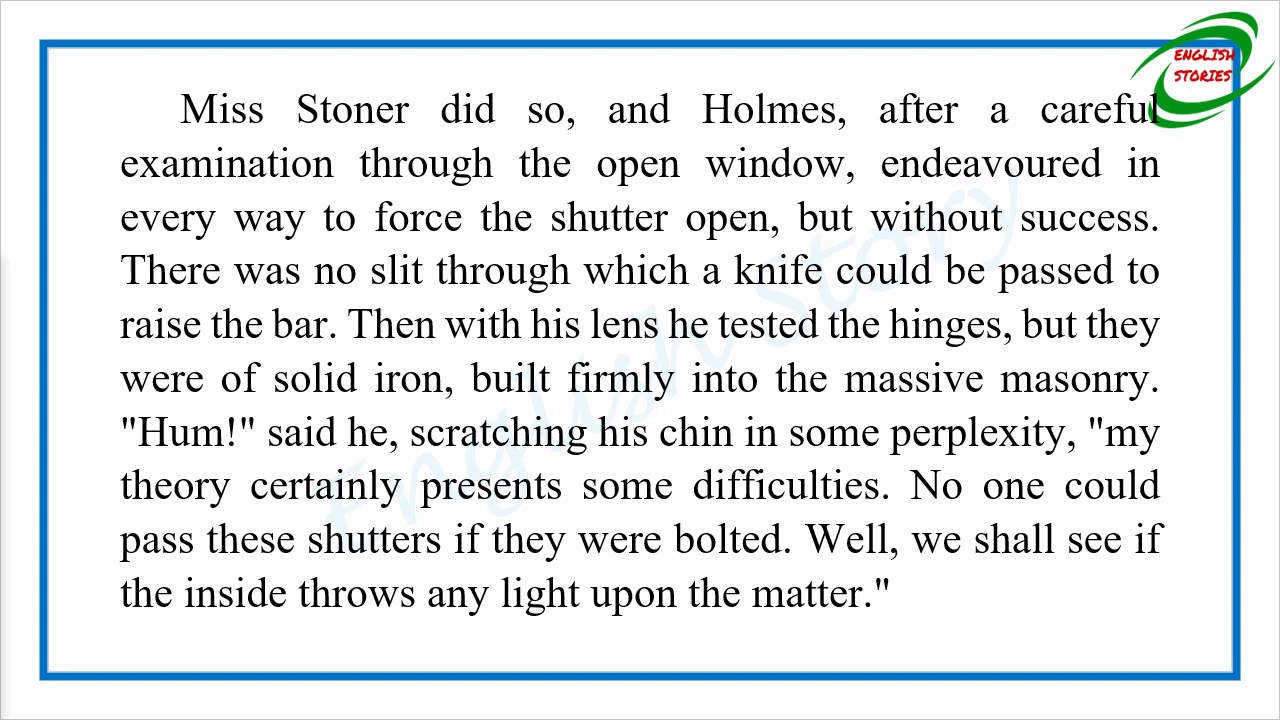 ENGLISH
STORIES
Miss Stoner did so, and Holmes, after a careful
examination through the open window, endeavoured in
every way to force the shutter open, but without success.
There was no slit through which a knife could be passed to
raise the bar. Then with his lens he tested the hinges, but they
were of solid iron, built firmly into the massive masonry.
"Hum!" said he, scratching his chin in some perplexity, "my
theory certainly presents some difficulties. No one could
pass these shutters if they were bolted. Well, we shall see if
the inside throws any light upon the matter."
English Story